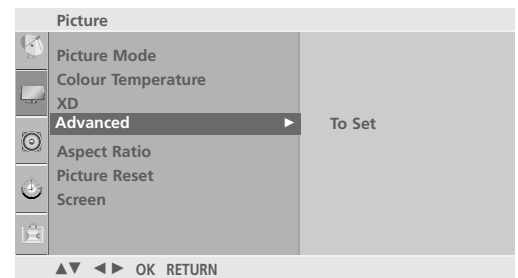 Picture
Picture Mode
Colour Temperature
XD
Advanced ► To Set
Aspect Ratio
Picture Reset
Screen
▲▼ ◄► OK RETURN